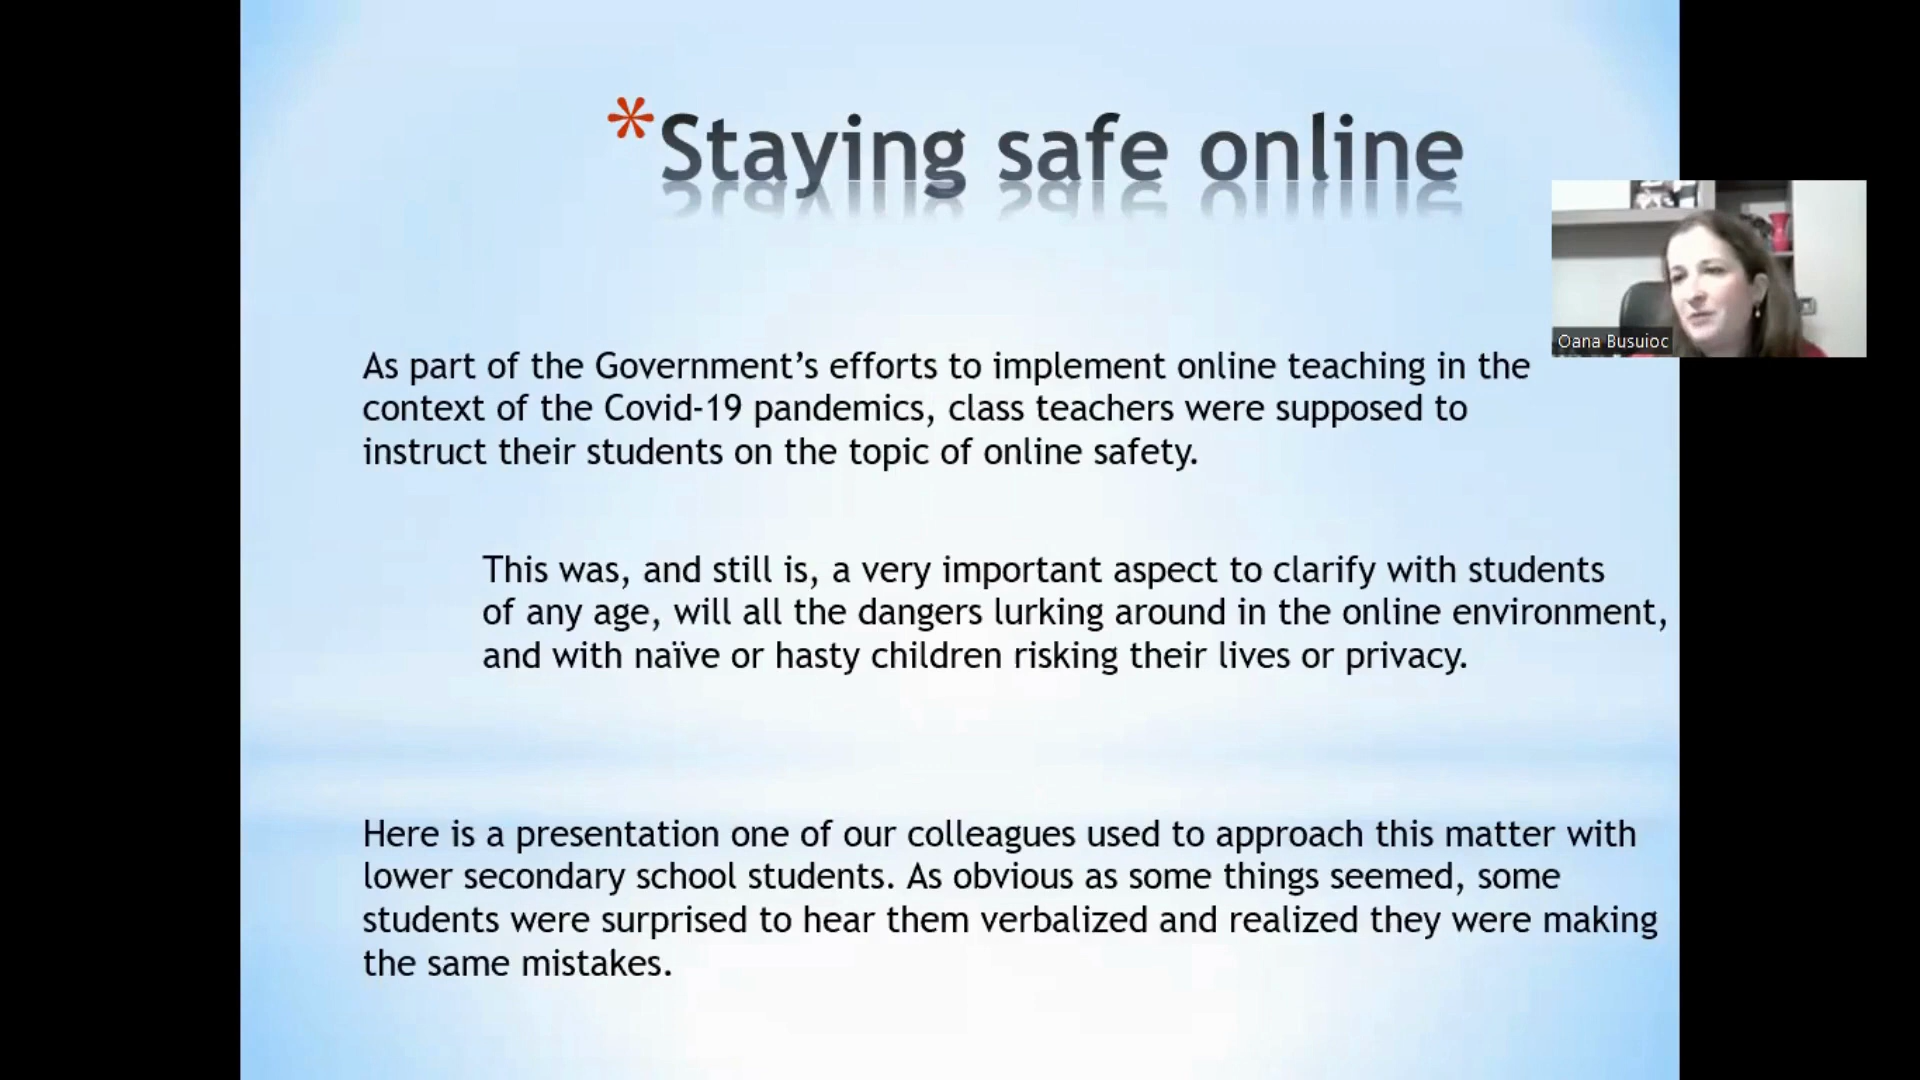 *Staying safe online
Oana Busuioc
As part of the Government’s efforts to implement online teaching in the
context of the Covid-19 pandemics, class teachers were supposed to
instruct their students on the topic of online safety.
This was, and still is, a very important aspect to clarify with students
of any age, will all the dangers lurking around in the online environment,
and with naïve or hasty children risking their lives or privacy.
Here is a presentation one of our colleagues used to approach this matter with
lower secondary school students. As obvious as some things seemed, some
students were surprised to hear them verbalized and realized they were making
the same mistakes.